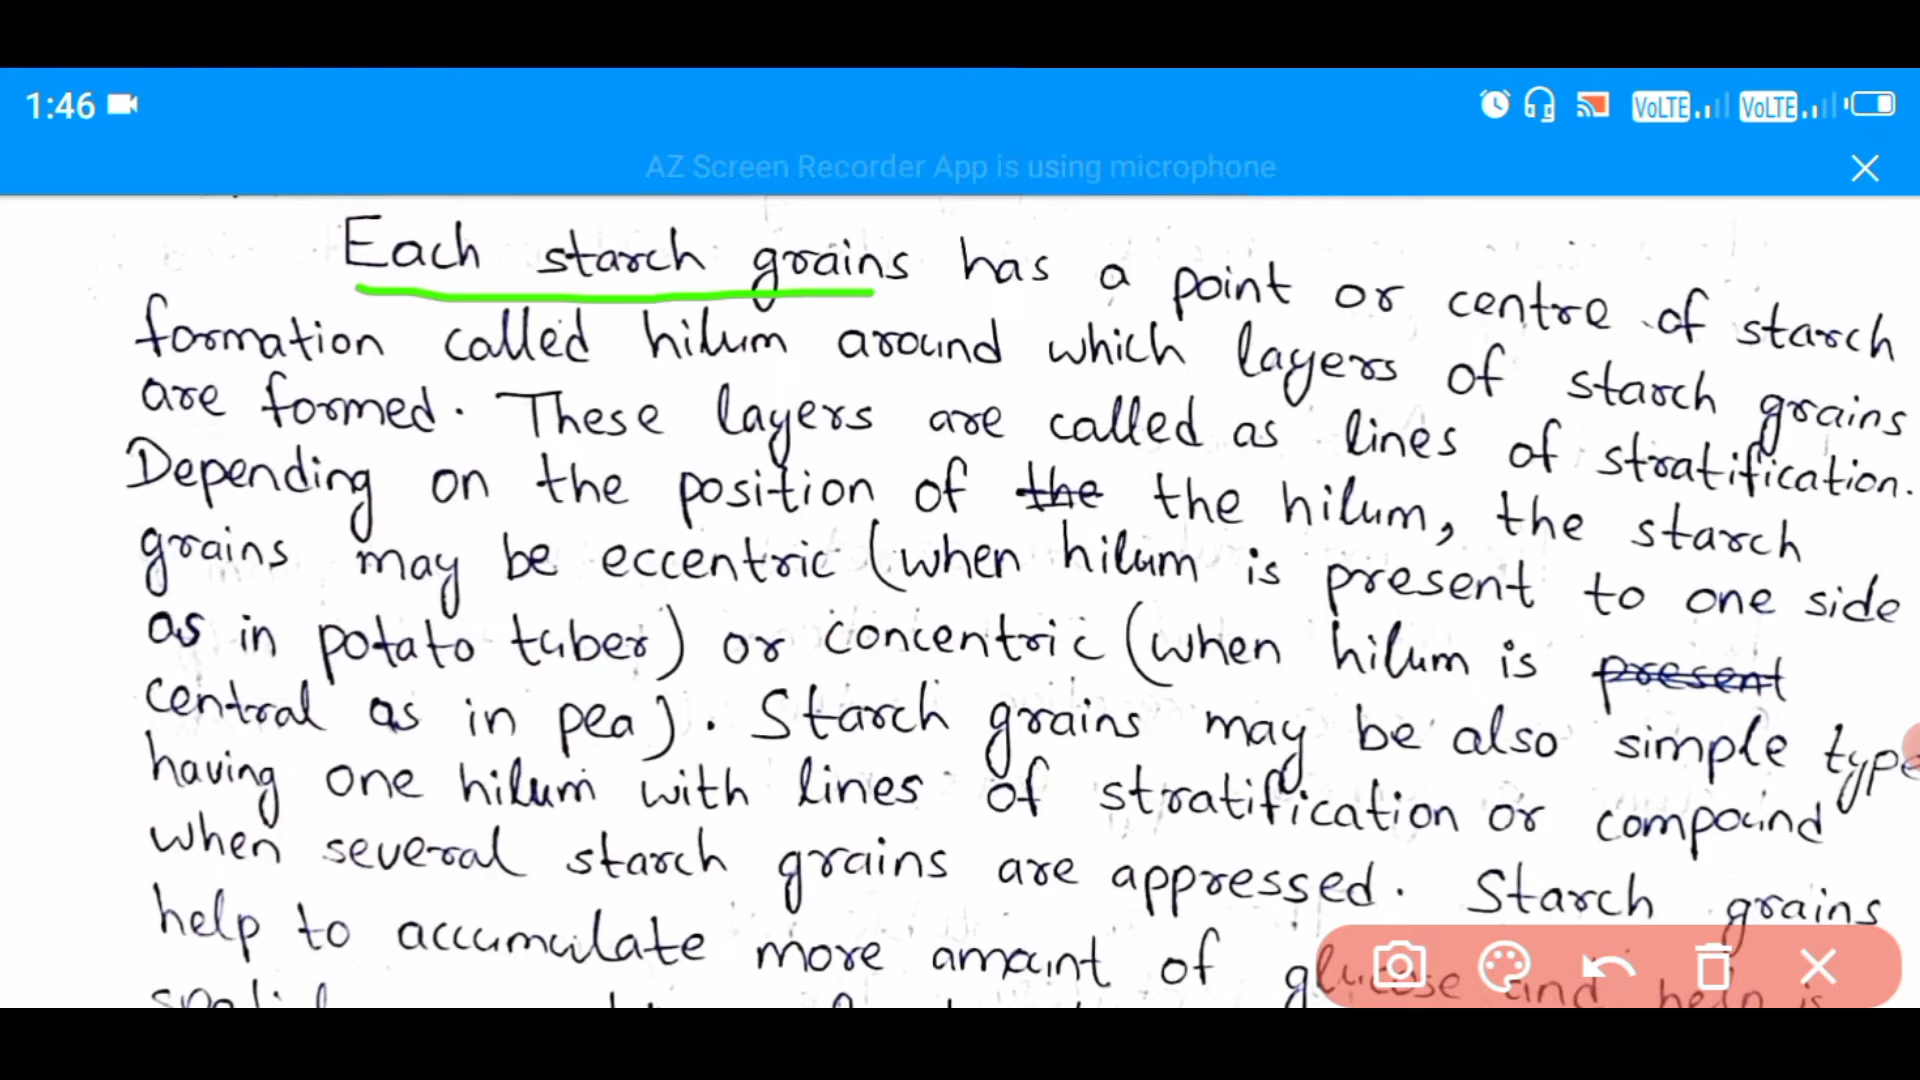 1:46
VoLTE VoLTE
AZ Screen Recorder App is using microphone
Each starch grains has a point or centre of starch
formation called hilum around which layers of starch grains
are formed. These layers are called as lines of stratification.
Depending on the position of the the hilum, the starch
grains may be eccentric (when hilum is present to one side
as in potato tuber) or concentric (when hilum is present
central as in pea). Starch grains may be also simple type
having one hilum with lines of stratification or compound
when several starch grains are appressed. Starch grains
help to accumulate more amount of glucose and help is